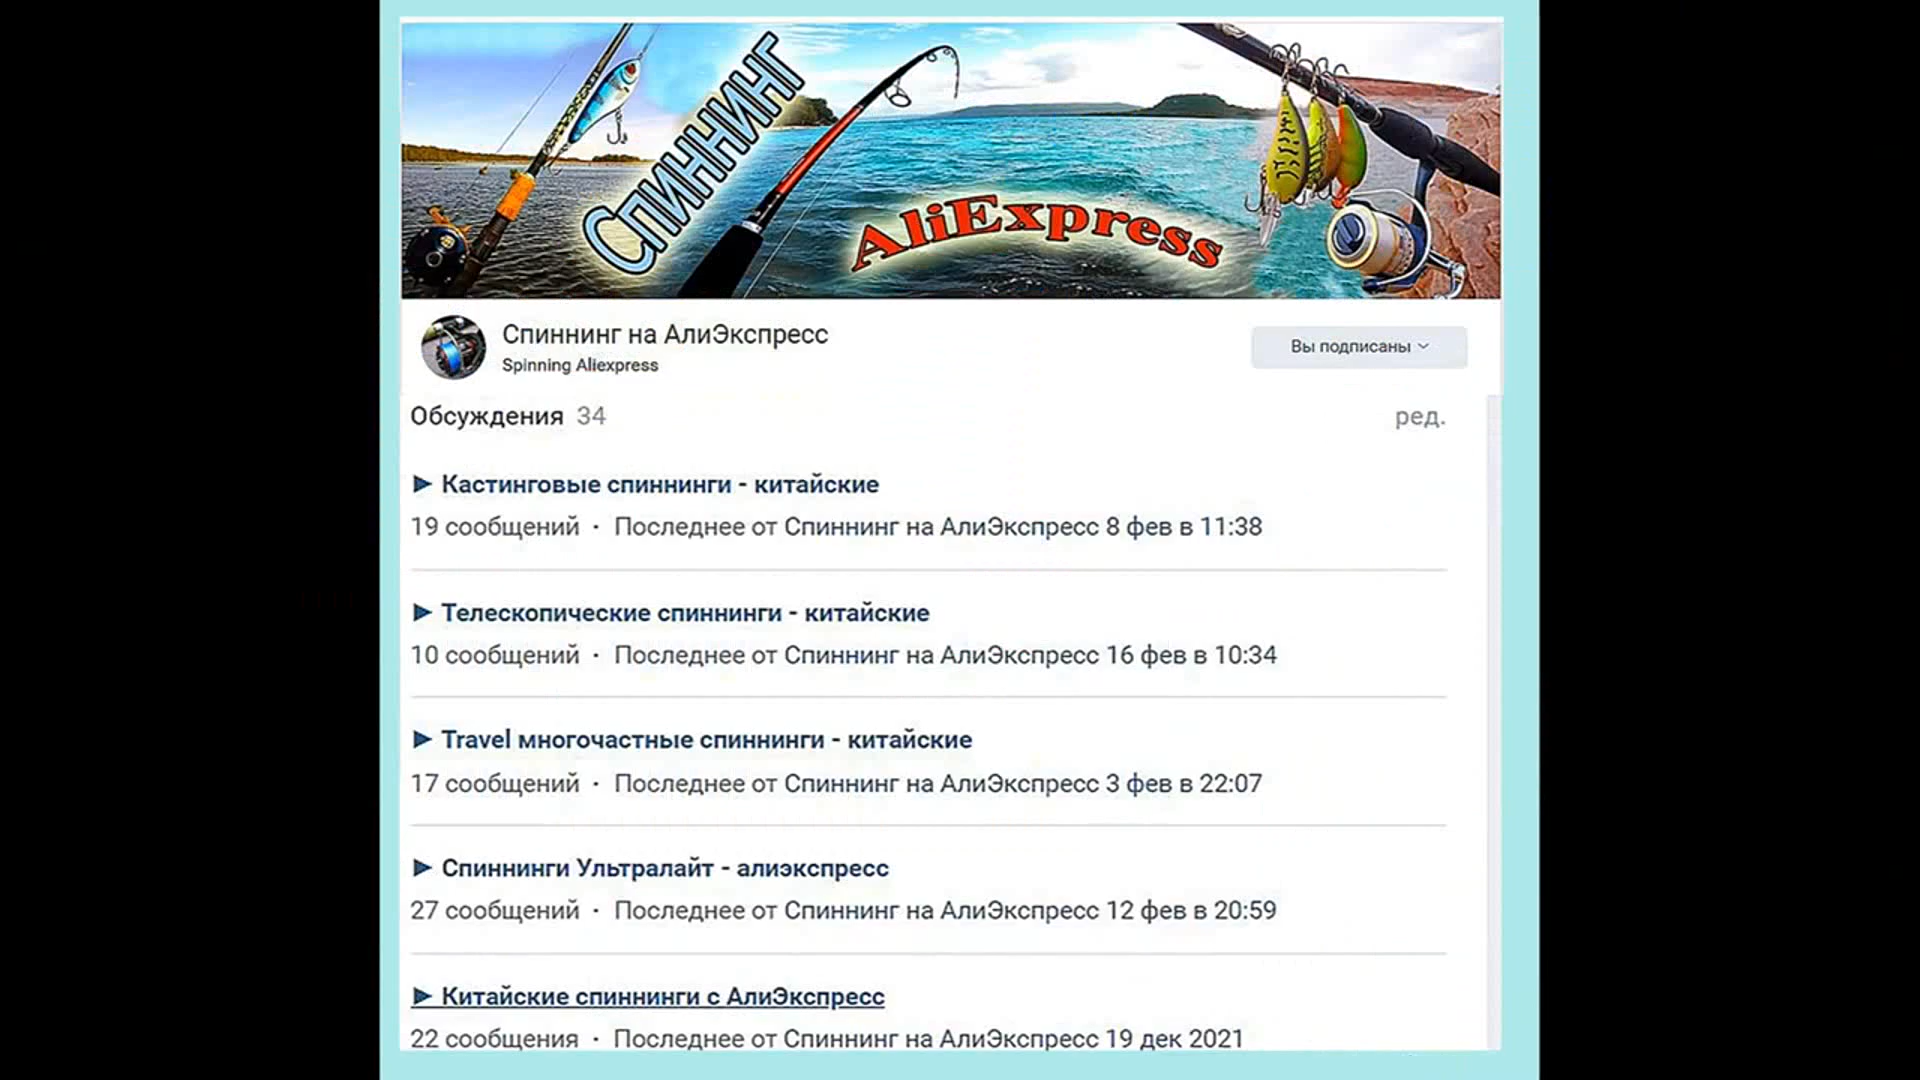 Спиннинг
AliExpress
Спиннинг на АлиЭкспресс
Spinning Aliexpress
Вы подписаны
Обсуждения 34
ред.
► Кастинговые спиннинги - китайские
19 сообщений · Последнее от Спиннинг на АлиЭкспресс 8 фев в 11:38
► Телескопические спиннинги - китайские
10 сообщений · Последнее от Спиннинг на АлиЭкспресс 16 фев в 10:34
► Travel многочастные спиннинги - китайские
17 сообщений · Последнее от Спиннинг на АлиЭкспресс 3 фев в 22:07
► Спиннинги Ультралайт - алиэкспресс
27 сообщений · Последнее от Спиннинг на АлиЭкспресс 12 фев в 20:59
► Китайские спиннинги с АлиЭкспресс
22 сообщения · Последнее от Спиннинг на АлиЭкспресс 19 дек 2021